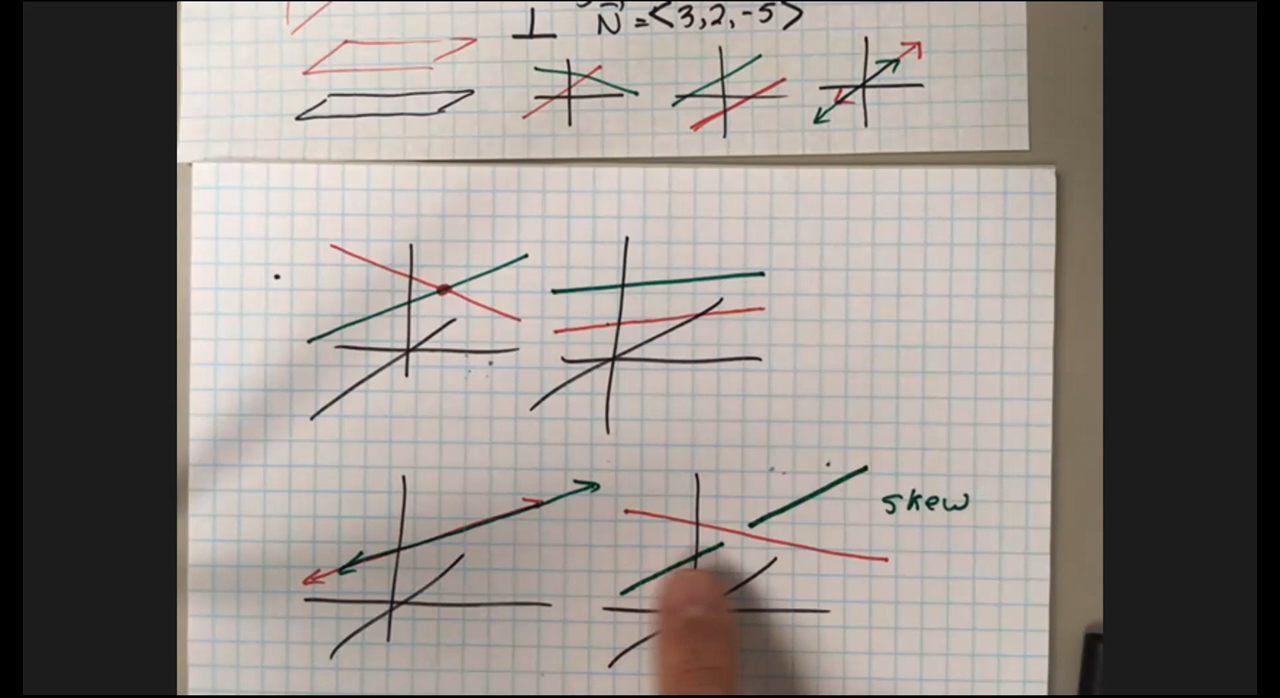 ⊥ N⃗ = <3, 2, -5>
skew